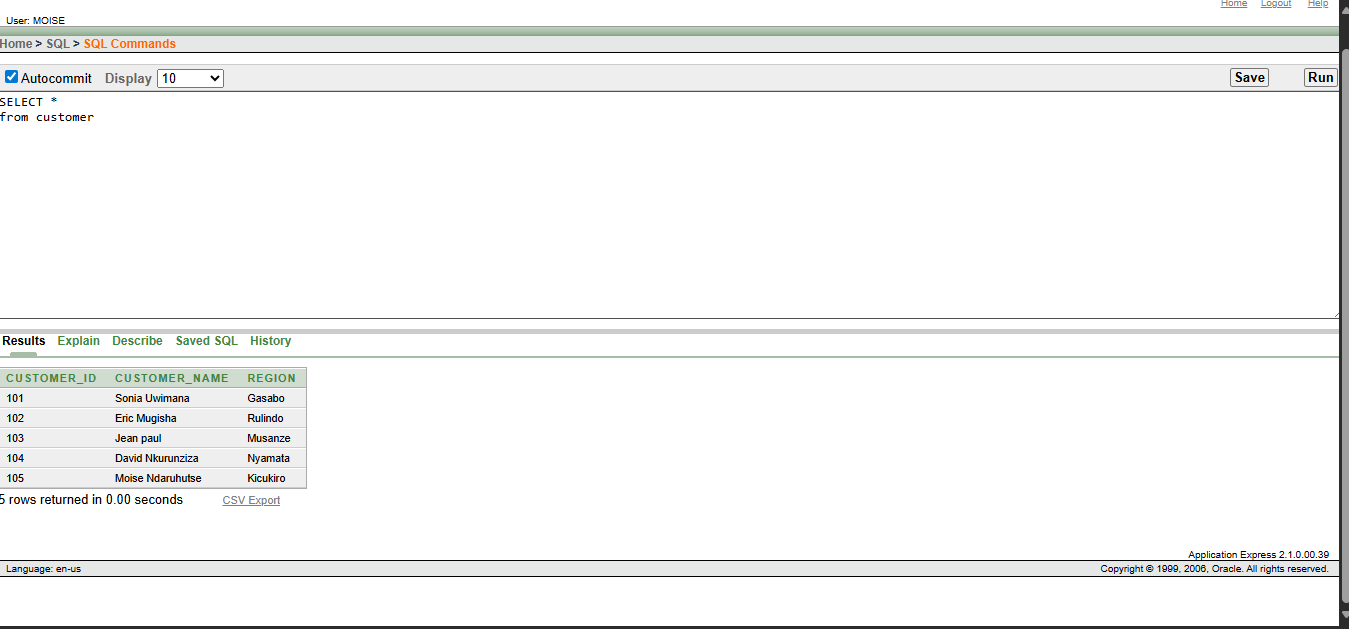 Home Logout Help
User: MOISE
Home > SQL > SQL Commands
Autocommit Display 10 Save Run
SELECT *
from customer
Results Explain Describe Saved SQL History
CUSTOMER_ID CUSTOMER_NAME REGION
101 Sonia Uwimana Gasabo
102 Eric Mugisha Rulindo
103 Jean paul Musanze
104 David Nkurunziza Nyamata
105 Moise Ndaruhutse Kicukiro
5 rows returned in 0.00 seconds CSV Export
Application Express 2.1.0.00.39
Language: en-us Copyright © 1999, 2006, Oracle. All rights reserved.